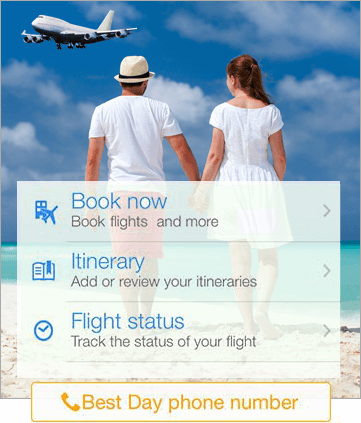 Book now
Book flights and more
Itinerary
Add or review your itineraries
Flight status
Track the status of your flight
Best Day phone number